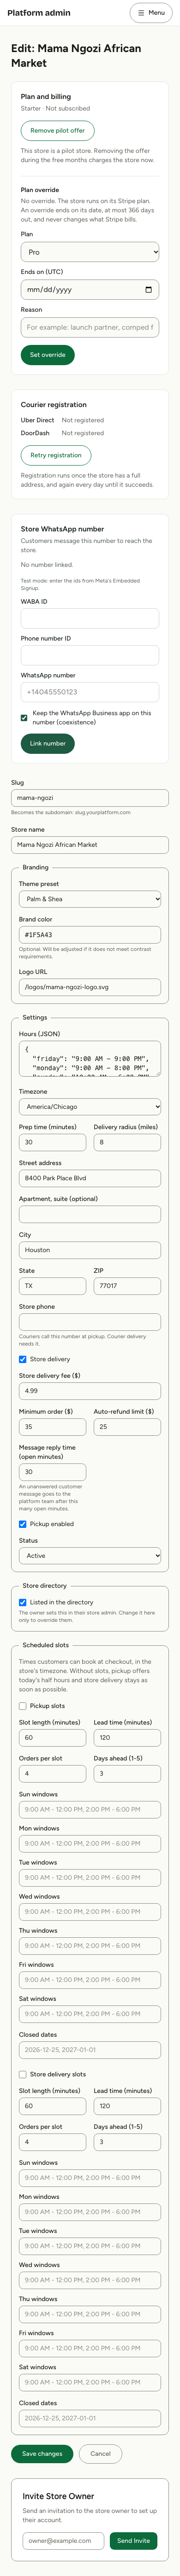 Platform admin
Menu
Edit: Mama Ngozi African
Market
Plan and billing
Starter · Not subscribed
Remove pilot offer
This store is a pilot store. Removing the offer
during the free months changes the store now.
Plan override
No override. The store runs on its Stripe plan.
An override ends on its date, at most 366 days
out, and never changes what Stripe bills.
Plan
Pro
Ends on (UTC)
mm/dd/yyyy
Reason
For example: launch partner, comped f
Set override
Courier registration
Uber Direct Not registered
DoorDash Not registered
Retry registration
Registration runs once the store has a full
address, and again every day until it succeeds.
Store WhatsApp number
Customers message this number to reach the
store.
No number linked.
Test mode: enter the ids from Meta's Embedded
Signup.
WABA ID
Phone number ID
WhatsApp number
+14045550123
Keep the WhatsApp Business app on this
number (coexistence)
Link number
Slug
mama-ngozi
Becomes the subdomain: slug.yourplatform.com
Store name
Mama Ngozi African Market
Branding
Theme preset
Palm & Shea
Brand color
#1F5A43
Optional. Will be adjusted if it does not meet contrast
requirements.
Logo URL
/logos/mama-ngozi-logo.svg
Settings
Hours (JSON)
{
"friday": "9:00 AM – 9:00 PM",
"monday": "9:00 AM – 8:00 PM",
Timezone
America/Chicago
Prep time (minutes) Delivery radius (miles)
30 8
Street address
8400 Park Place Blvd
Apartment, suite (optional)
City
Houston
State ZIP
TX 77017
Store phone
Couriers call this number at pickup. Courier delivery
needs it.
Store delivery
Store delivery fee ($)
4.99
Minimum order ($) Auto-refund limit ($)
35 25
Message reply time
(open minutes)
30
An unanswered customer
message goes to the
platform team after this
many open minutes.
Pickup enabled
Status
Active
Store directory
Listed in the directory
The owner sets this in their store admin. Change it here
only to override them.
Scheduled slots
Times customers can book at checkout, in the
store's timezone. Without slots, pickup offers
today's half hours and store delivery stays as
soon as possible.
Pickup slots
Slot length (minutes) Lead time (minutes)
60 120
Orders per slot Days ahead (1-5)
4 3
Sun windows
9:00 AM - 12:00 PM, 2:00 PM - 6:00 PM
Mon windows
9:00 AM - 12:00 PM, 2:00 PM - 6:00 PM
Tue windows
9:00 AM - 12:00 PM, 2:00 PM - 6:00 PM
Wed windows
9:00 AM - 12:00 PM, 2:00 PM - 6:00 PM
Thu windows
9:00 AM - 12:00 PM, 2:00 PM - 6:00 PM
Fri windows
9:00 AM - 12:00 PM, 2:00 PM - 6:00 PM
Sat windows
9:00 AM - 12:00 PM, 2:00 PM - 6:00 PM
Closed dates
2026-12-25, 2027-01-01
Store delivery slots
Slot length (minutes) Lead time (minutes)
60 120
Orders per slot Days ahead (1-5)
4 3
Sun windows
9:00 AM - 12:00 PM, 2:00 PM - 6:00 PM
Mon windows
9:00 AM - 12:00 PM, 2:00 PM - 6:00 PM
Tue windows
9:00 AM - 12:00 PM, 2:00 PM - 6:00 PM
Wed windows
9:00 AM - 12:00 PM, 2:00 PM - 6:00 PM
Thu windows
9:00 AM - 12:00 PM, 2:00 PM - 6:00 PM
Fri windows
9:00 AM - 12:00 PM, 2:00 PM - 6:00 PM
Sat windows
9:00 AM - 12:00 PM, 2:00 PM - 6:00 PM
Closed dates
2026-12-25, 2027-01-01
Save changes Cancel
Invite Store Owner
Send an invitation to the store owner to set up
their account.
owner@example.com Send Invite